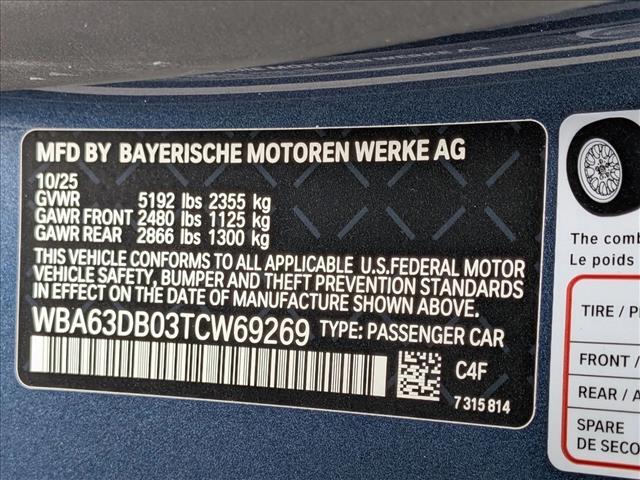 MFD BY BAYERISCHE MOTOREN WERKE AG
10/25
GVWR 5192 lbs 2355 kg
GAWR FRONT 2480 lbs 1125 kg
GAWR REAR 2866 lbs 1300 kg
THIS VEHICLE CONFORMS TO ALL APPLICABLE U.S.FEDERAL MOTOR
VEHICLE SAFETY, BUMPER AND THEFT PREVENTION STANDARDS
IN EFFECT ON THE DATE OF MANUFACTURE SHOWN ABOVE.
WBA63DB03TCW69269 TYPE: PASSENGER CAR
C4F
7 315 814
The comb
Le poids
TIRE / P
FRONT /
REAR / A
SPARE
DE SECO